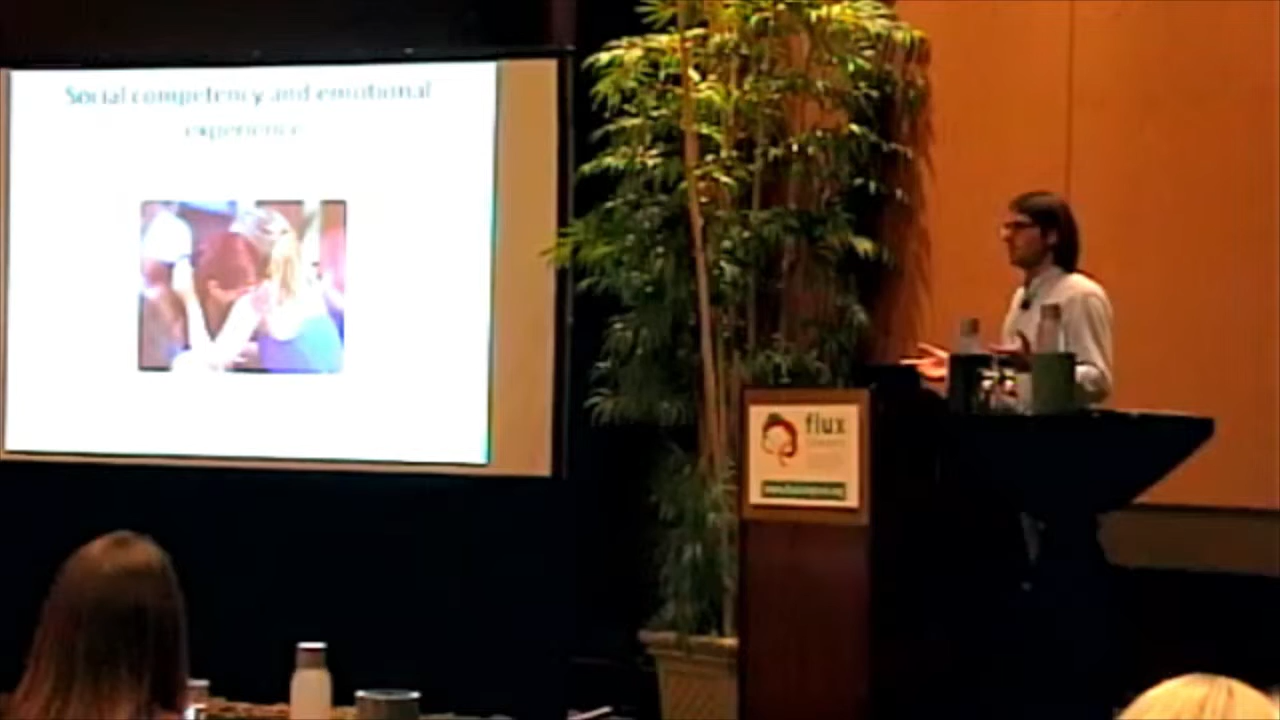 Social competency and emotional
experience
flux